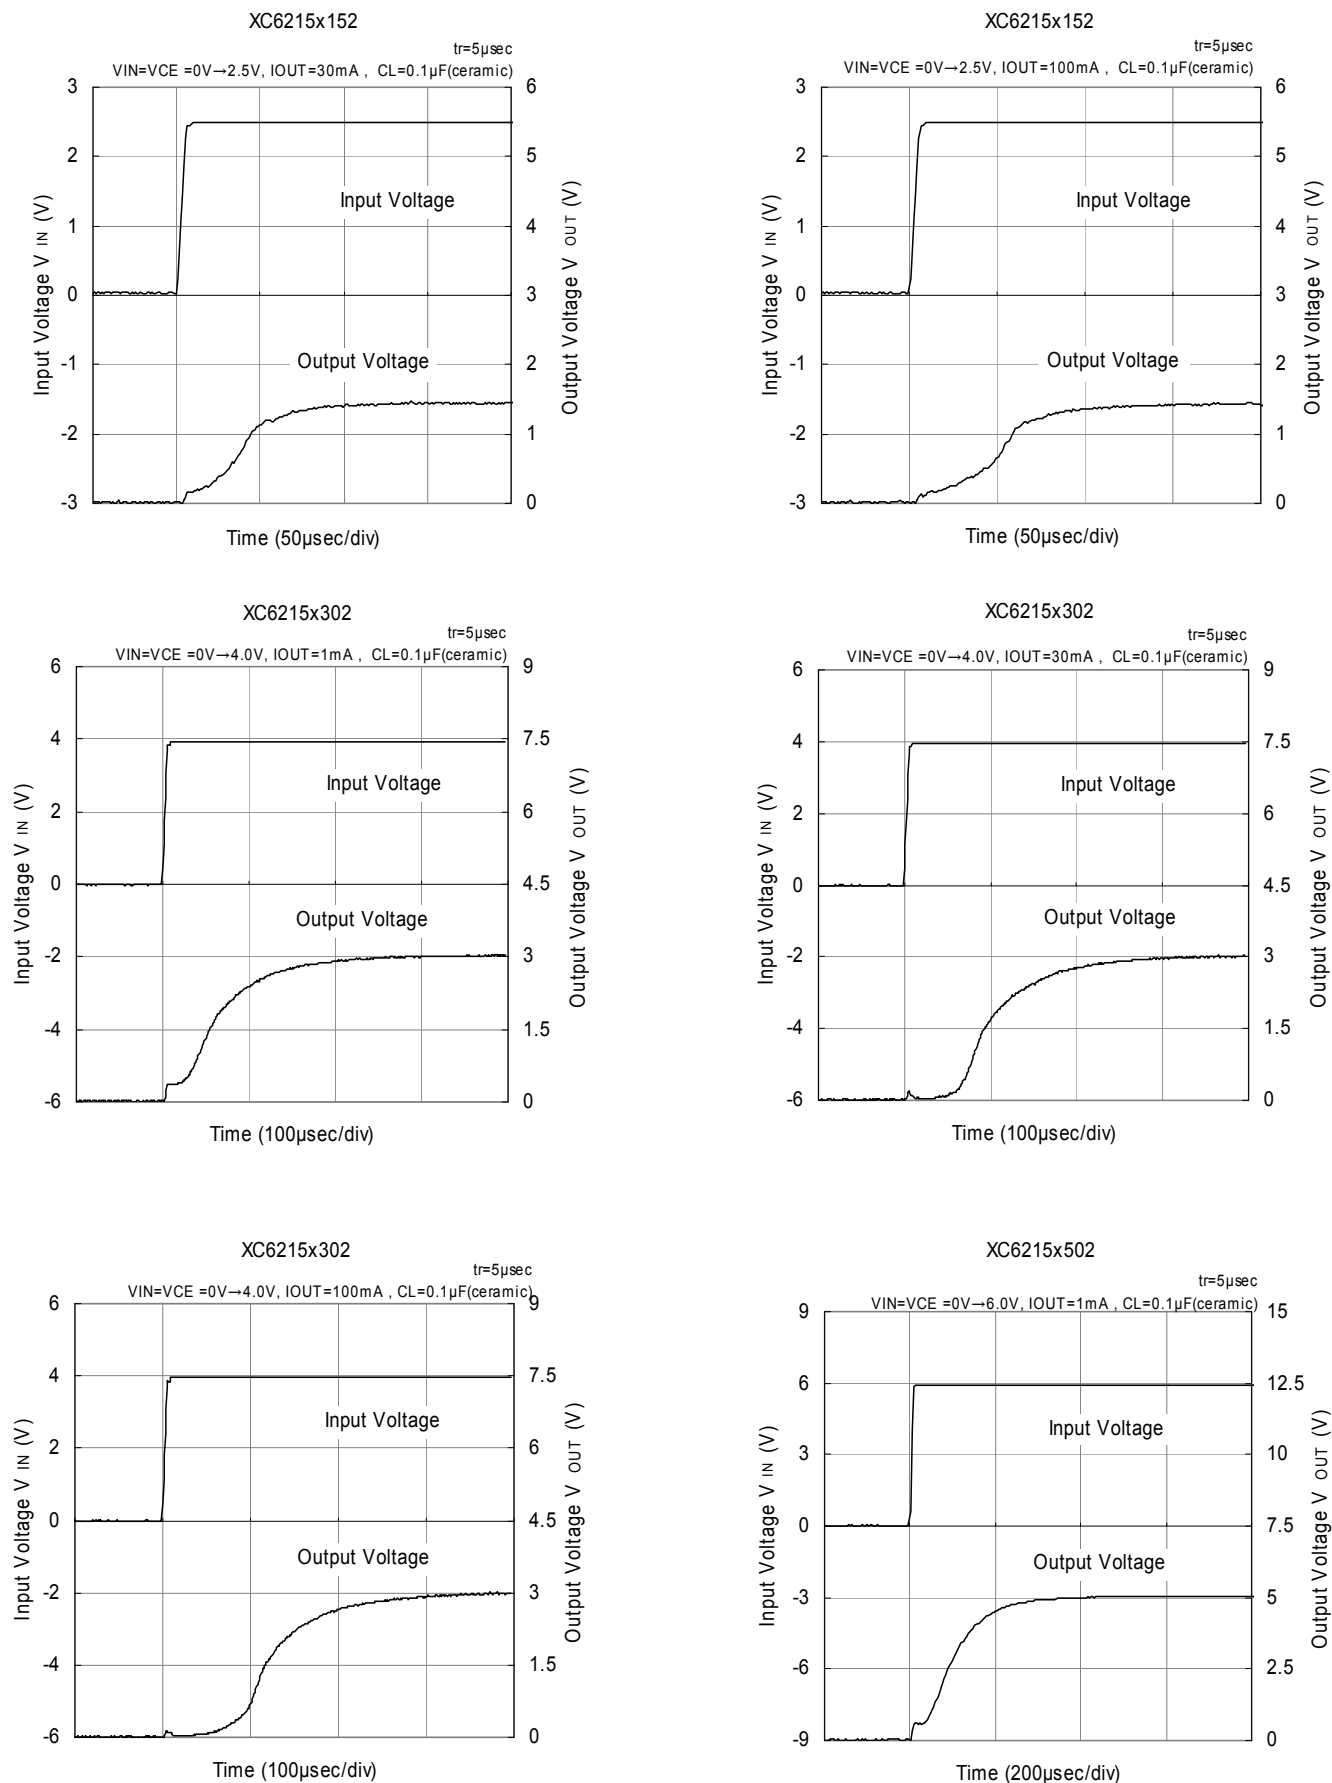 XC6215x152
tr=5µsec
VIN=VCE =0V→2.5V, IOUT=30mA , CL=0.1µF(ceramic)
3
2
1
0
-1
-2
-3
6
5
4
3
2
1
0
Input Voltage V IN (V)
Output Voltage V OUT (V)
Input Voltage
Output Voltage
Time (50µsec/div)
XC6215x152
tr=5µsec
VIN=VCE =0V→2.5V, IOUT=100mA , CL=0.1µF(ceramic)
3
2
1
0
-1
-2
-3
6
5
4
3
2
1
0
Input Voltage V IN (V)
Output Voltage V OUT (V)
Input Voltage
Output Voltage
Time (50µsec/div)
XC6215x302
tr=5µsec
VIN=VCE =0V→4.0V, IOUT=1mA , CL=0.1µF(ceramic)
6
4
2
0
-2
-4
-6
9
7.5
6
4.5
3
1.5
0
Input Voltage V IN (V)
Output Voltage V OUT (V)
Input Voltage
Output Voltage
Time (100µsec/div)
XC6215x302
tr=5µsec
VIN=VCE =0V→4.0V, IOUT=30mA , CL=0.1µF(ceramic)
6
4
2
0
-2
-4
-6
9
7.5
6
4.5
3
1.5
0
Input Voltage V IN (V)
Output Voltage V OUT (V)
Input Voltage
Output Voltage
Time (100µsec/div)
XC6215x302
tr=5µsec
VIN=VCE =0V→4.0V, IOUT=100mA , CL=0.1µF(ceramic)
6
4
2
0
-2
-4
-6
9
7.5
6
4.5
3
1.5
0
Input Voltage V IN (V)
Output Voltage V OUT (V)
Input Voltage
Output Voltage
Time (100µsec/div)
XC6215x502
tr=5µsec
VIN=VCE =0V→6.0V, IOUT=1mA , CL=0.1µF(ceramic)
9
6
3
0
-3
-6
-9
15
12.5
10
7.5
5
2.5
0
Input Voltage V IN (V)
Output Voltage V OUT (V)
Input Voltage
Output Voltage
Time (200µsec/div)